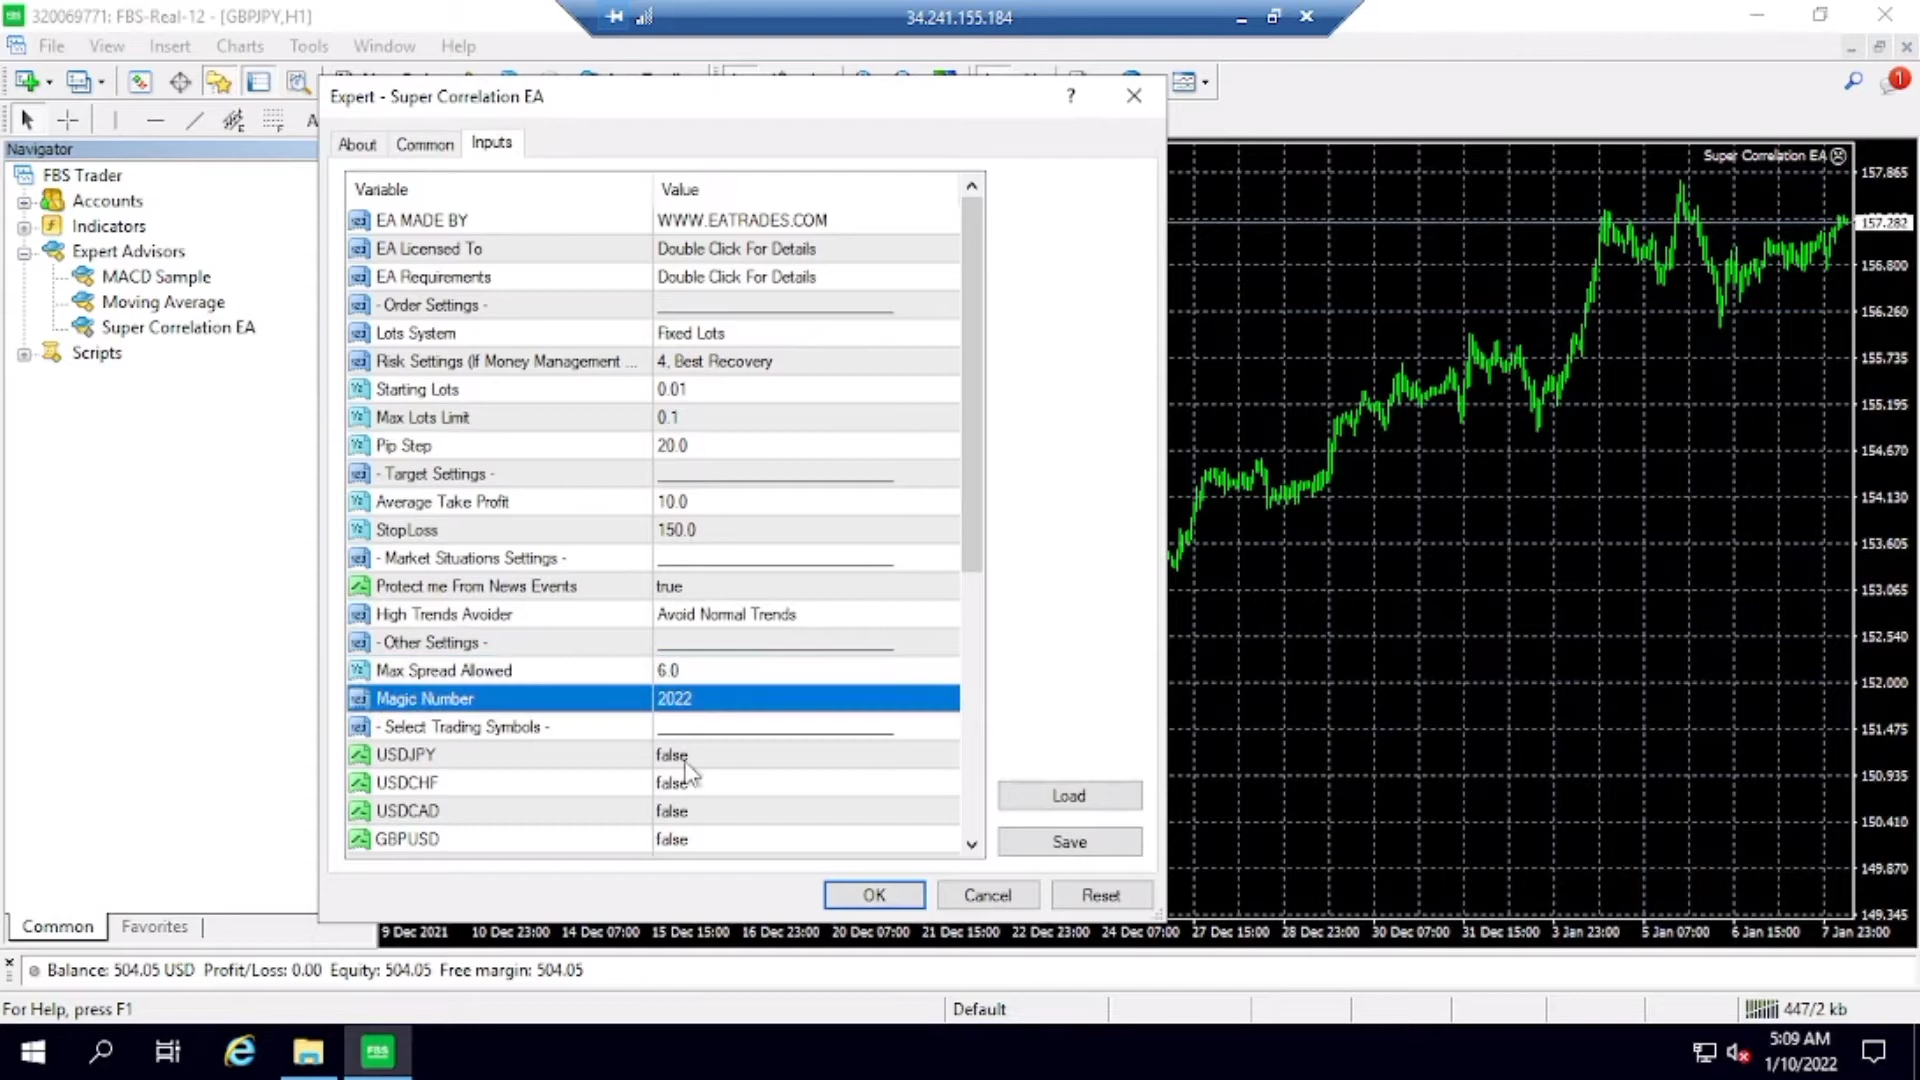 320069771: FBS-Real-12 - [GBPJPY,H1]
34.241.155.184
File View Insert Charts Tools Window Help
1
Expert - Super Correlation EA
?
About Common Inputs
Navigator
FBS Trader
Accounts
Indicators
Expert Advisors
MACD Sample
Moving Average
Super Correlation EA
Scripts
Common Favorites
Variable Value
EA MADE BY WWW.EATRADES.COM
EA Licensed To Double Click For Details
EA Requirements Double Click For Details
- Order Settings -
Lots System Fixed Lots
Risk Settings (If Money Management ... 4, Best Recovery
Starting Lots 0.01
Max Lots Limit 0.1
Pip Step 20.0
- Target Settings -
Average Take Profit 10.0
StopLoss 150.0
- Market Situations Settings -
Protect me From News Events true
High Trends Avoider Avoid Normal Trends
- Other Settings -
Max Spread Allowed 6.0
Magic Number 2022
- Select Trading Symbols -
USDJPY false
USDCHF false
USDCAD false
GBPUSD false
Load
Save
OK Cancel Reset
Super Correlation EA
157.865
157.282
156.800
156.260
155.735
155.195
154.670
154.130
153.605
153.065
152.540
152.000
151.475
150.935
150.410
149.870
149.345
9 Dec 2021 10 Dec 23:00 14 Dec 07:00 15 Dec 15:00 16 Dec 23:00 20 Dec 07:00 21 Dec 15:00 22 Dec 23:00 24 Dec 07:00 27 Dec 15:00 28 Dec 23:00 30 Dec 07:00 31 Dec 15:00 3 Jan 23:00 5 Jan 07:00 6 Jan 15:00 7 Jan 23:00
Balance: 504.05 USD Profit/Loss: 0.00 Equity: 504.05 Free margin: 504.05
For Help, press F1
Default
447/2 kb
FBS
5:09 AM
1/10/2022